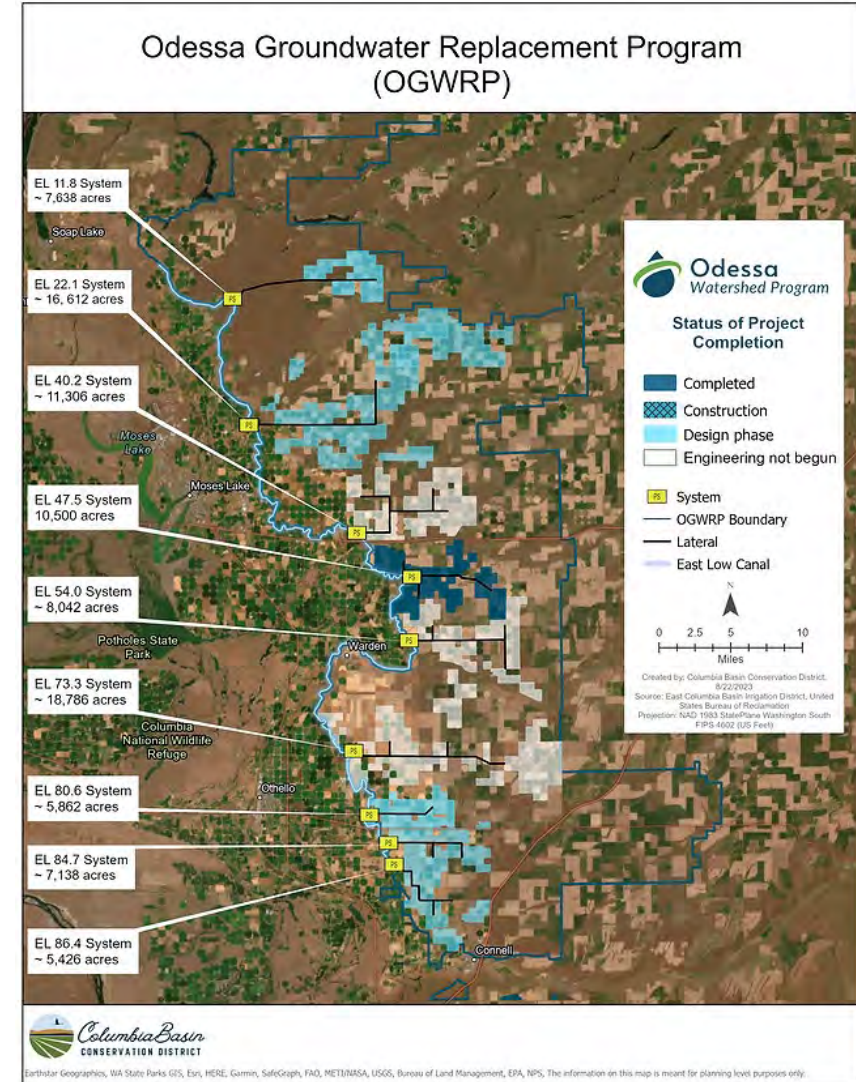 Odessa Groundwater Replacement Program
(OGWRP)
EL 11.8 System
~ 7,638 acres
Soap Lake
EL 22.1 System
~ 16, 612 acres
EL 40.2 System
~ 11,306 acres
Moses
Lake
Moses Lake
EL 47.5 System
10,500 acres
EL 54.0 System
~ 8,042 acres
Potholes State
Park
Warden
EL 73.3 System
~ 18,786 acres
Columbia
National Wildlife
Refuge
Othello
EL 80.6 System
~ 5,862 acres
EL 84.7 System
~ 7,138 acres
EL 86.4 System
~ 5,426 acres
Connell
PS
PS
PS
PS
PS
PS
PS
PS
PS
Odessa
Watershed Program
Status of Project
Completion
Completed
Construction
Design phase
Engineering not begun
PS System
OGWRP Boundary
Lateral
East Low Canal
N
0 2.5 5 10
Miles
Created by: Columbia Basin Conservation District,
8/22/2023
Source: East Columbia Basin Irrigation District, United
States Bureau of Reclamation
Projection: NAD 1983 StatePlane Washington South
FIPS 4602 (US Feet)
Columbia Basin
CONSERVATION DISTRICT
Earthstar Geographics, WA State Parks GIS, Esri, HERE, Garmin, SafeGraph, FAO, METI/NASA, USGS, Bureau of Land Management, EPA, NPS, The information on this map is meant for planning level purposes only.